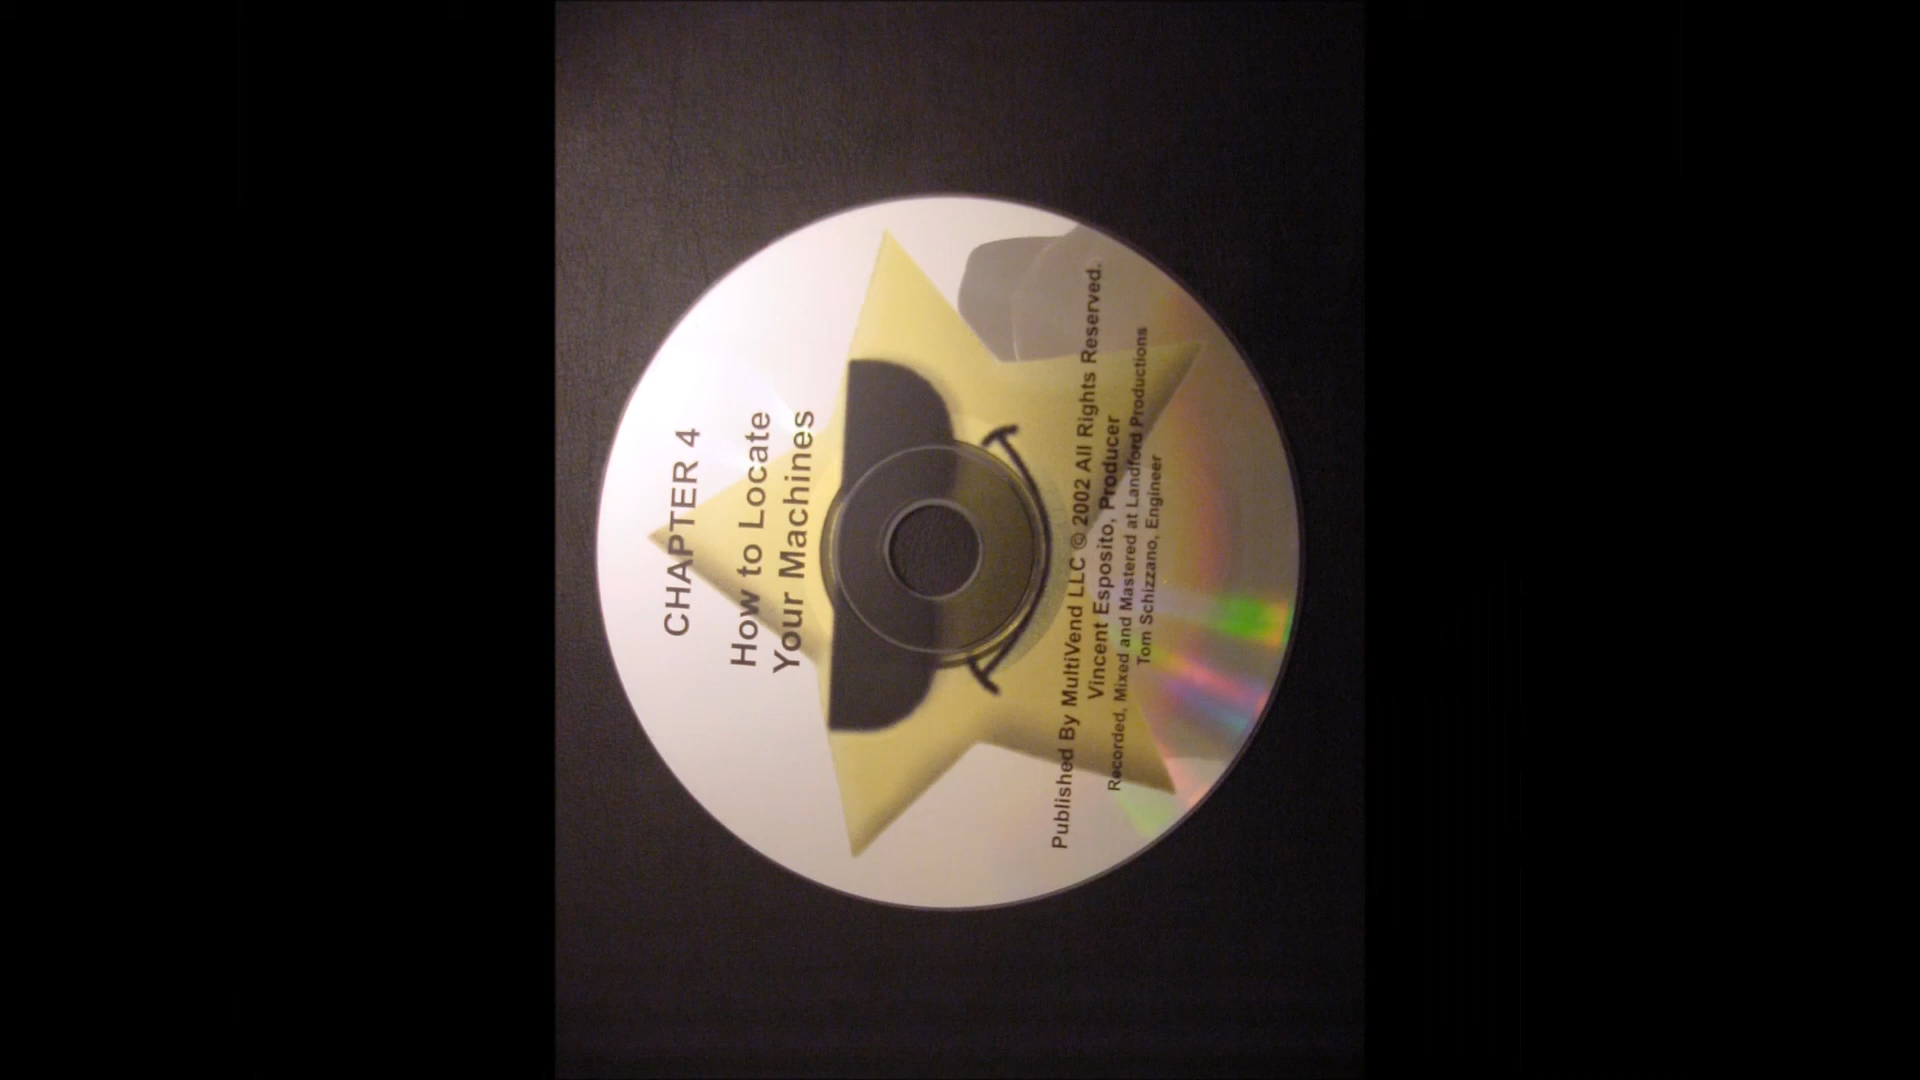 CHAPTER 4
How to Locate
Your Machines
Published By MultiVend LLC © 2002 All Rights Reserved.
Vincent Esposito, Producer
Recorded, Mixed and Mastered at Landford Productions
Tom Schizzano, Engineer